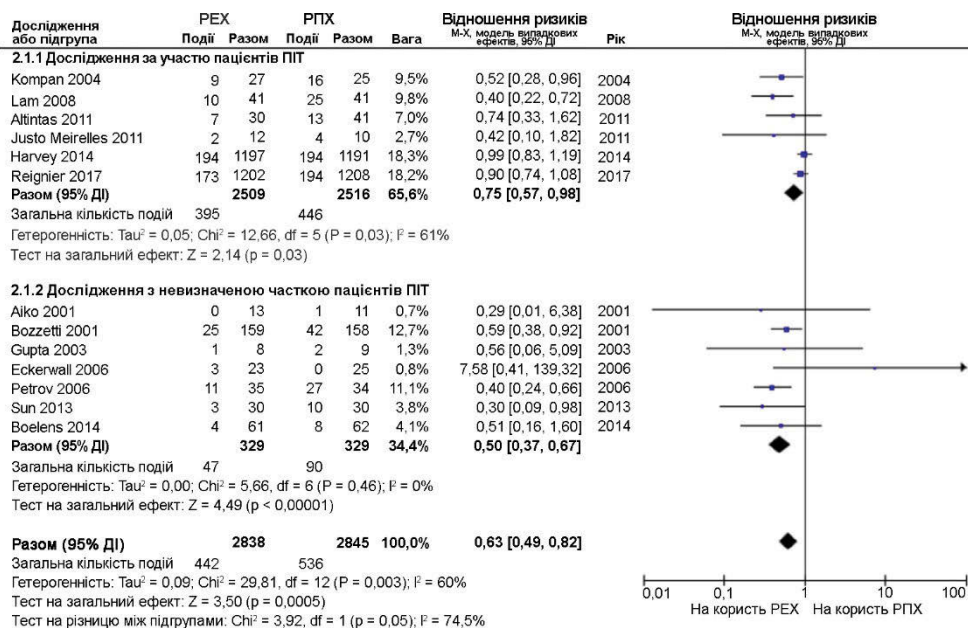 Дослідження або підгрупа РЕХ Події Разом РПХ Події Разом Вага Відношення ризиків М-Х, модель випадкових ефектів, 95% ДІ Рік Відношення ризиків М-Х, модель випадкових ефектів, 95% ДІ
2.1.1 Дослідження за участю пацієнтів ПІТ
Kompan 2004 9 27 16 25 9,5% 0,52 [0,28, 0,96] 2004
Lam 2008 10 41 25 41 9,8% 0,40 [0,22, 0,72] 2008
Altintas 2011 7 30 13 41 7,0% 0,74 [0,33, 1,62] 2011
Justo Meirelles 2011 2 12 4 10 2,7% 0,42 [0,10, 1,82] 2011
Harvey 2014 194 1197 194 1191 18,3% 0,99 [0,83, 1,19] 2014
Reignier 2017 173 1202 194 1208 18,2% 0,90 [0,74, 1,08] 2017
Разом (95% ДІ) 2509 2516 65,6% 0,75 [0,57, 0,98]
Загальна кількість подій 395 446
Гетерогенність: Tau² = 0,05; Chi² = 12,66, df = 5 (P = 0,03); I² = 61%
Тест на загальний ефект: Z = 2,14 (p = 0,03)
2.1.2 Дослідження з невизначеною часткою пацієнтів ПІТ
Aiko 2001 0 13 1 11 0,7% 0,29 [0,01, 6,38] 2001
Bozzetti 2001 25 159 42 158 12,7% 0,59 [0,38, 0,92] 2001
Gupta 2003 1 8 2 9 1,3% 0,56 [0,06, 5,09] 2003
Eckerwall 2006 3 23 0 25 0,8% 7,58 [0,41, 139,32] 2006
Petrov 2006 11 35 27 34 11,1% 0,40 [0,24, 0,66] 2006
Sun 2013 3 30 10 30 3,8% 0,30 [0,09, 0,98] 2013
Boelens 2014 4 61 8 62 4,1% 0,51 [0,16, 1,60] 2014
Разом (95% ДІ) 329 329 34,4% 0,50 [0,37, 0,67]
Загальна кількість подій 47 90
Гетерогенність: Tau² = 0,00; Chi² = 5,66, df = 6 (P = 0,46); I² = 0%
Тест на загальний ефект: Z = 4,49 (p < 0,00001)
Разом (95% ДІ) 2838 2845 100,0% 0,63 [0,49, 0,82]
Загальна кількість подій 442 536
Гетерогенність: Tau² = 0,09; Chi² = 29,81, df = 12 (P = 0,003); I² = 60%
Тест на загальний ефект: Z = 3,50 (p = 0,0005)
Тест на різницю між підгрупами: Chi² = 3,92, df = 1 (p = 0,05); I² = 74,5%
0,01 0,1 1 10 100
На користь РЕХ На користь РПХ